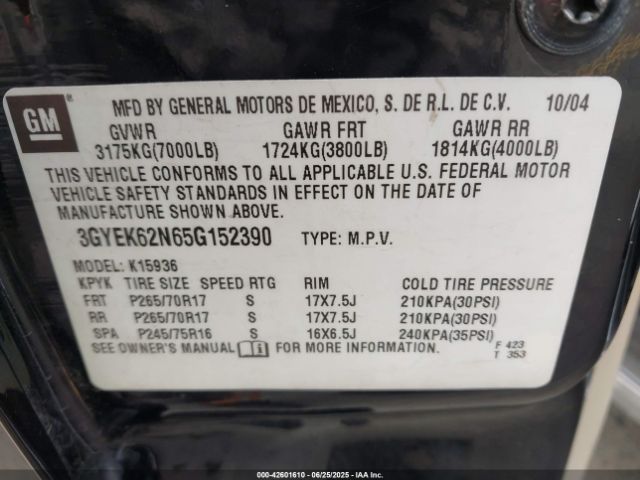 GM
MFD BY GENERAL MOTORS DE MEXICO, S. DE R.L. DE C.V. 10/04
GVWR GAWR FRT GAWR RR
3175KG(7000LB) 1724KG(3800LB) 1814KG(4000LB)
THIS VEHICLE CONFORMS TO ALL APPLICABLE U.S. FEDERAL MOTOR
VEHICLE SAFETY STANDARDS IN EFFECT ON THE DATE OF
MANUFACTURE SHOWN ABOVE.
3GYEK62N65G152390 TYPE: M.P.V.
MODEL: K15936
KPYK TIRE SIZE SPEED RTG RIM COLD TIRE PRESSURE
FRT P265/70R17 S 17X7.5J 210KPA(30PSI)
RR P265/70R17 S 17X7.5J 210KPA(30PSI)
SPA P245/75R16 S 16X6.5J 240KPA(35PSI)
SEE OWNER'S MANUAL FOR MORE INFORMATION. F 423
T 353
000-42601610 - 06/25/2025 - IAA Inc.